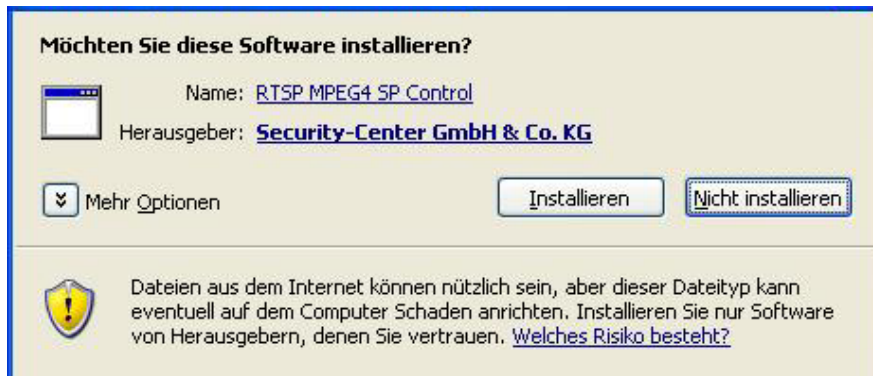 Möchten Sie diese Software installieren?
Name: RTSP MPEG4 SP Control
Herausgeber: Security-Center GmbH & Co. KG
Mehr Optionen
Installieren
Nicht installieren
Dateien aus dem Internet können nützlich sein, aber dieser Dateityp kann
eventuell auf dem Computer Schaden anrichten. Installieren Sie nur Software
von Herausgebern, denen Sie vertrauen. Welches Risiko besteht?